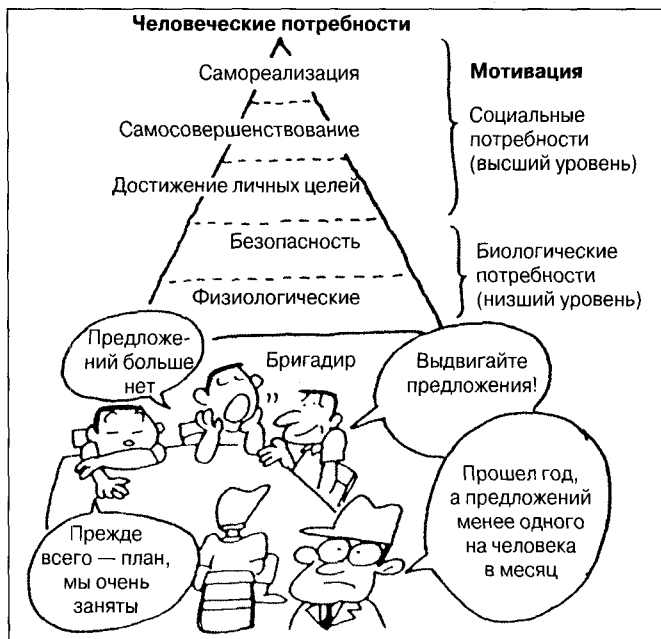 Человеческие потребности
Самореализация
Самосовершенствование
Достижение личных целей
Безопасность
Физиологические
Мотивация
Социальные
потребности
(высший уровень)
Биологические
потребности
(низший уровень)
Предложе-
ний больше
нет
Бригадир
Выдвигайте
предложения!
Прежде
всего — план,
мы очень
заняты
Прошел год,
а предложений
менее одного
на человека
в месяц